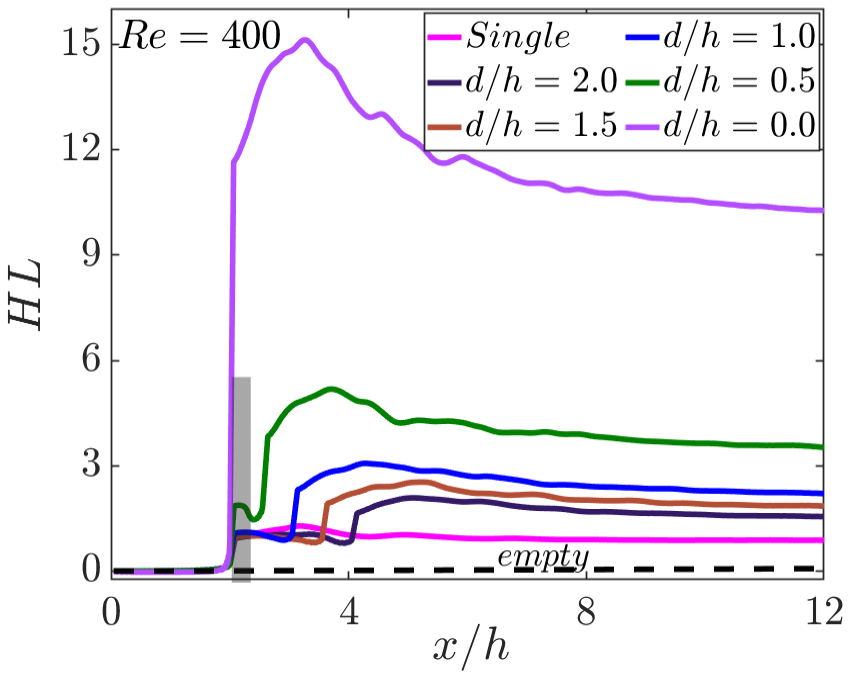 Re = 400
Single
d/h = 1.0
d/h = 2.0
d/h = 0.5
d/h = 1.5
d/h = 0.0
15
12
9
6
3
0
HL
empty
0 4 8 12
x/h